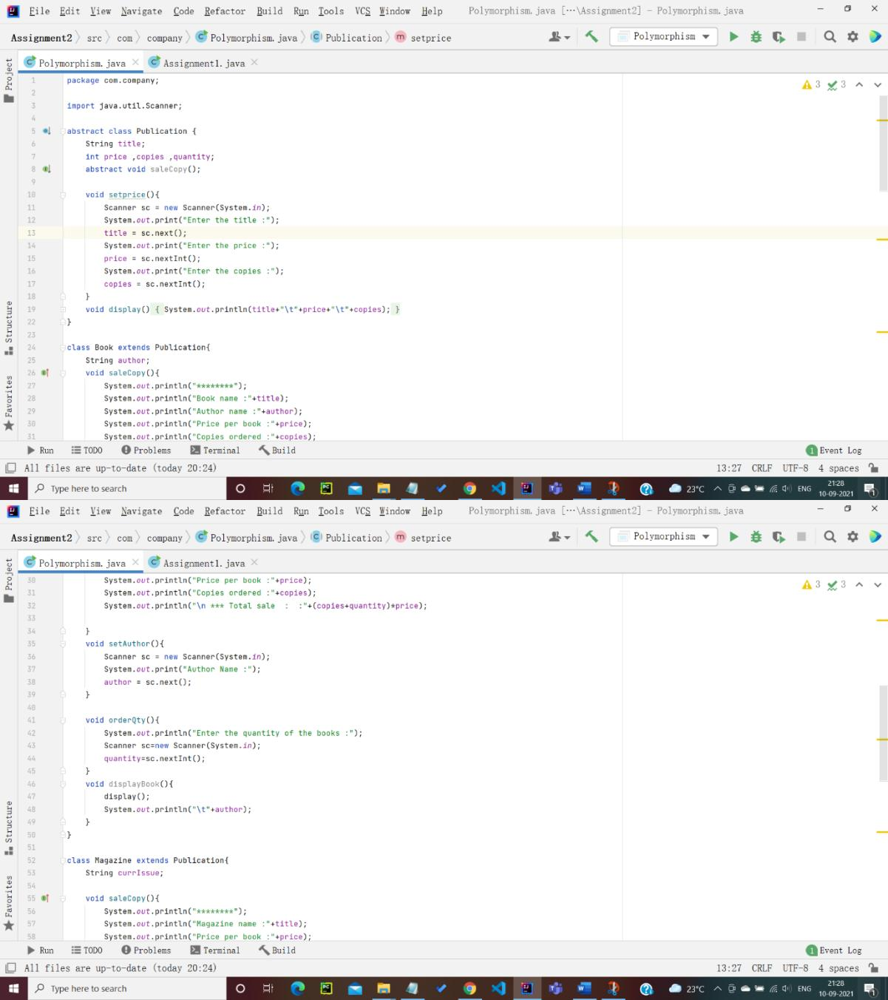 File Edit View Navigate Code Refactor Build Run Tools VCS Window Help Polymorphism.java [...\Assignment2] - Polymorphism.java
Assignment2 src com company Polymorphism.java Publication setprice Polymorphism
Polymorphism.java Assignment1.java
Project
Structure
Favorites
3 3
1 package com.company;
2
3 import java.util.Scanner;
4
5 abstract class Publication {
6 String title;
7 int price ,copies ,quantity;
8 abstract void saleCopy();
9
10 void setprice(){
11 Scanner sc = new Scanner(System.in);
12 System.out.print("Enter the title :");
13 title = sc.next();
14 System.out.print("Enter the price :");
15 price = sc.nextInt();
16 System.out.print("Enter the copies :");
17 copies = sc.nextInt();
18 }
19 void display() { System.out.println(title+"\t"+price+"\t"+copies); }
22 }
23
24 class Book extends Publication{
25 String author;
26 void saleCopy(){
27 System.out.println("********");
28 System.out.println("Book name :"+title);
29 System.out.println("Author name :"+author);
30 System.out.println("Price per book :"+price);
31 System.out.println("Copies ordered :"+copies);
Run TODO Problems Terminal Build 1 Event Log
All files are up-to-date (today 20:24) 13:27 CRLF UTF-8 4 spaces
Type here to search 23°C ENG 21:28
10-09-2021 1
File Edit View Navigate Code Refactor Build Run Tools VCS Window Help Polymorphism.java [...\Assignment2] - Polymorphism.java
Assignment2 src com company Polymorphism.java Publication setprice Polymorphism
Polymorphism.java Assignment1.java
Project
Structure
Favorites
3 3
30 System.out.println("Price per book :"+price);
31 System.out.println("Copies ordered :"+copies);
32 System.out.println("\n *** Total sale : :"+(copies+quantity)*price);
33
34 }
35 void setAuthor(){
36 Scanner sc = new Scanner(System.in);
37 System.out.print("Author Name :");
38 author = sc.next();
39 }
40
41 void orderQty(){
42 System.out.println("Enter the quantity of the books :");
43 Scanner sc=new Scanner(System.in);
44 quantity=sc.nextInt();
45 }
46 void displayBook(){
47 display();
48 System.out.println("\t"+author);
49 }
50 }
51
52 class Magazine extends Publication{
53 String currIssue;
54
55 void saleCopy(){
56 System.out.println("********");
57 System.out.println("Magazine name :"+title);
58 System.out.println("Price per book :"+price);
Run TODO Problems Terminal Build 1 Event Log
All files are up-to-date (today 20:24) 13:27 CRLF UTF-8 4 spaces
Type here to search 23°C ENG 21:28
10-09-2021 1